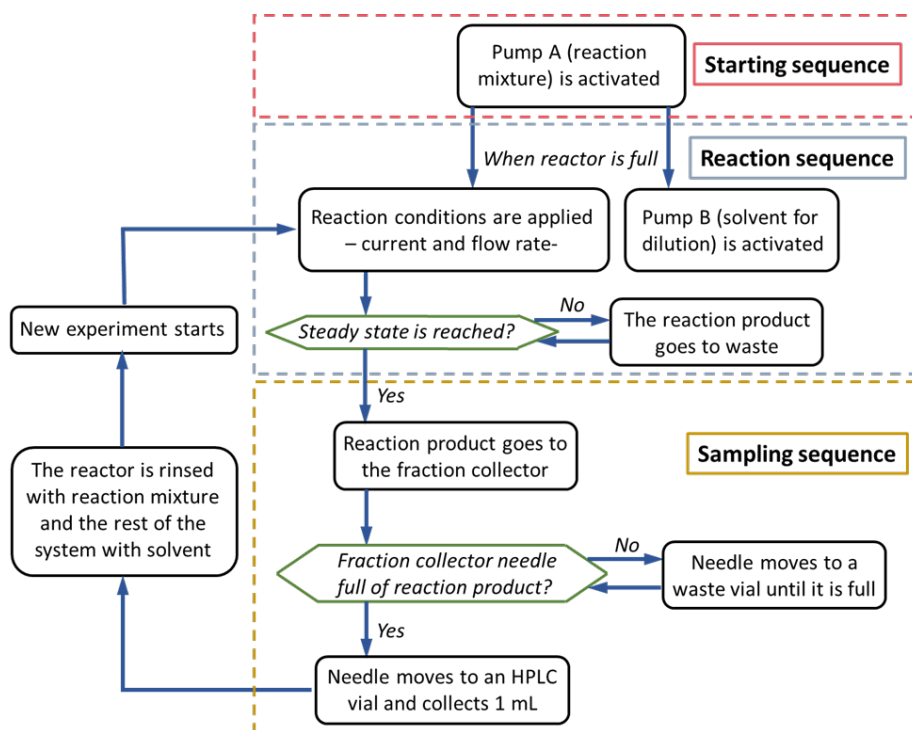 Pump A (reaction
mixture) is activated
Starting sequence
When reactor is full
Reaction sequence
Reaction conditions are applied
– current and flow rate-
Pump B (solvent for
dilution) is activated
New experiment starts
Steady state is reached?
No
The reaction product
goes to waste
Yes
Reaction product goes to
the fraction collector
Sampling sequence
The reactor is rinsed
with reaction mixture
and the rest of the
system with solvent
Fraction collector needle
full of reaction product?
No
Needle moves to a
waste vial until it is full
Yes
Needle moves to an HPLC
vial and collects 1 mL